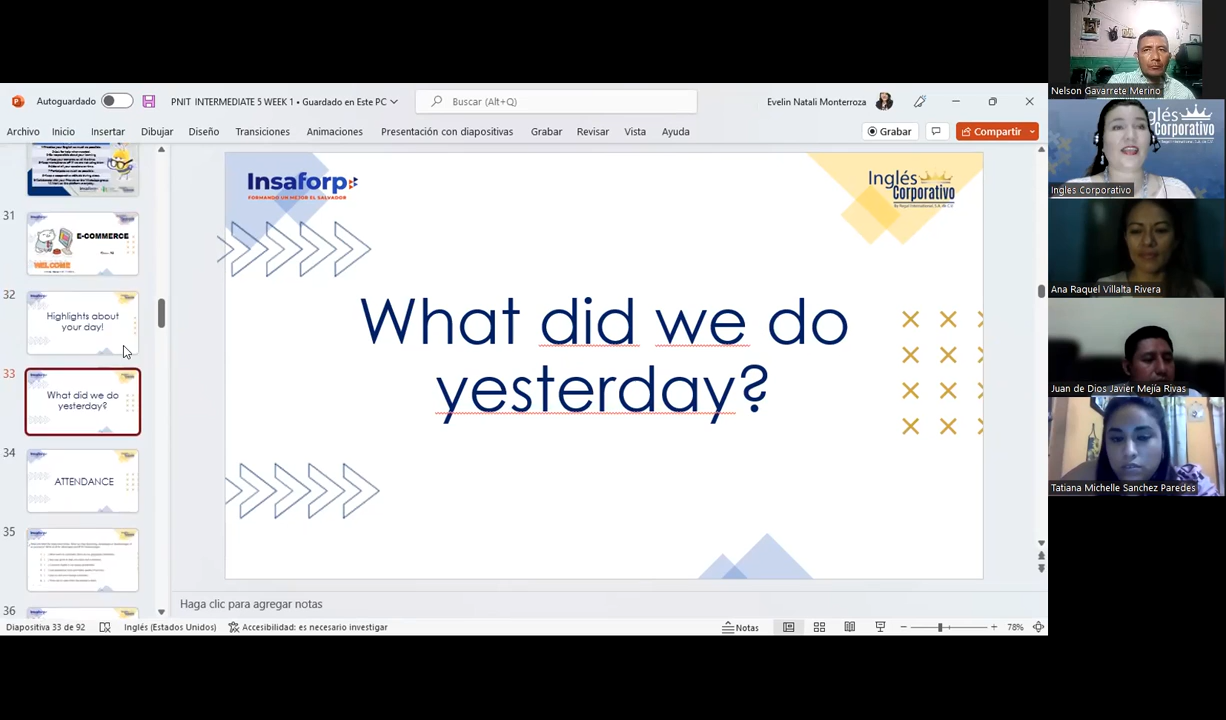 Autoguardado
PNIT INTERMEDIATE 5 WEEK 1 • Guardado en Este PC
Buscar (Alt+Q)
Evelin Natali Monterroza
Archivo Inicio Insertar Dibujar Diseño Transiciones Animaciones Presentación con diapositivas Grabar Revisar Vista Ayuda
Grabar
Compartir
31
E-COMMERCE
WELCOME
32
Highlights about
your day!
33
What did we do
yesterday?
34
ATTENDANCE
35
36
Insaforp
FORMANDO UN MEJOR EL SALVADOR
Inglés
Corporativo
What did we do
yesterday?
Haga clic para agregar notas
Diapositiva 33 de 92
Inglés (Estados Unidos)
Accesibilidad: es necesario investigar
Notas
78%
Nelson Gavarrete Merino
Inglés
Corporativo
Ingles Corporativo
Ana Raquel Villalta Rivera
Juan de Dios Javier Mejía Rivas
Tatiana Michelle Sanchez Paredes